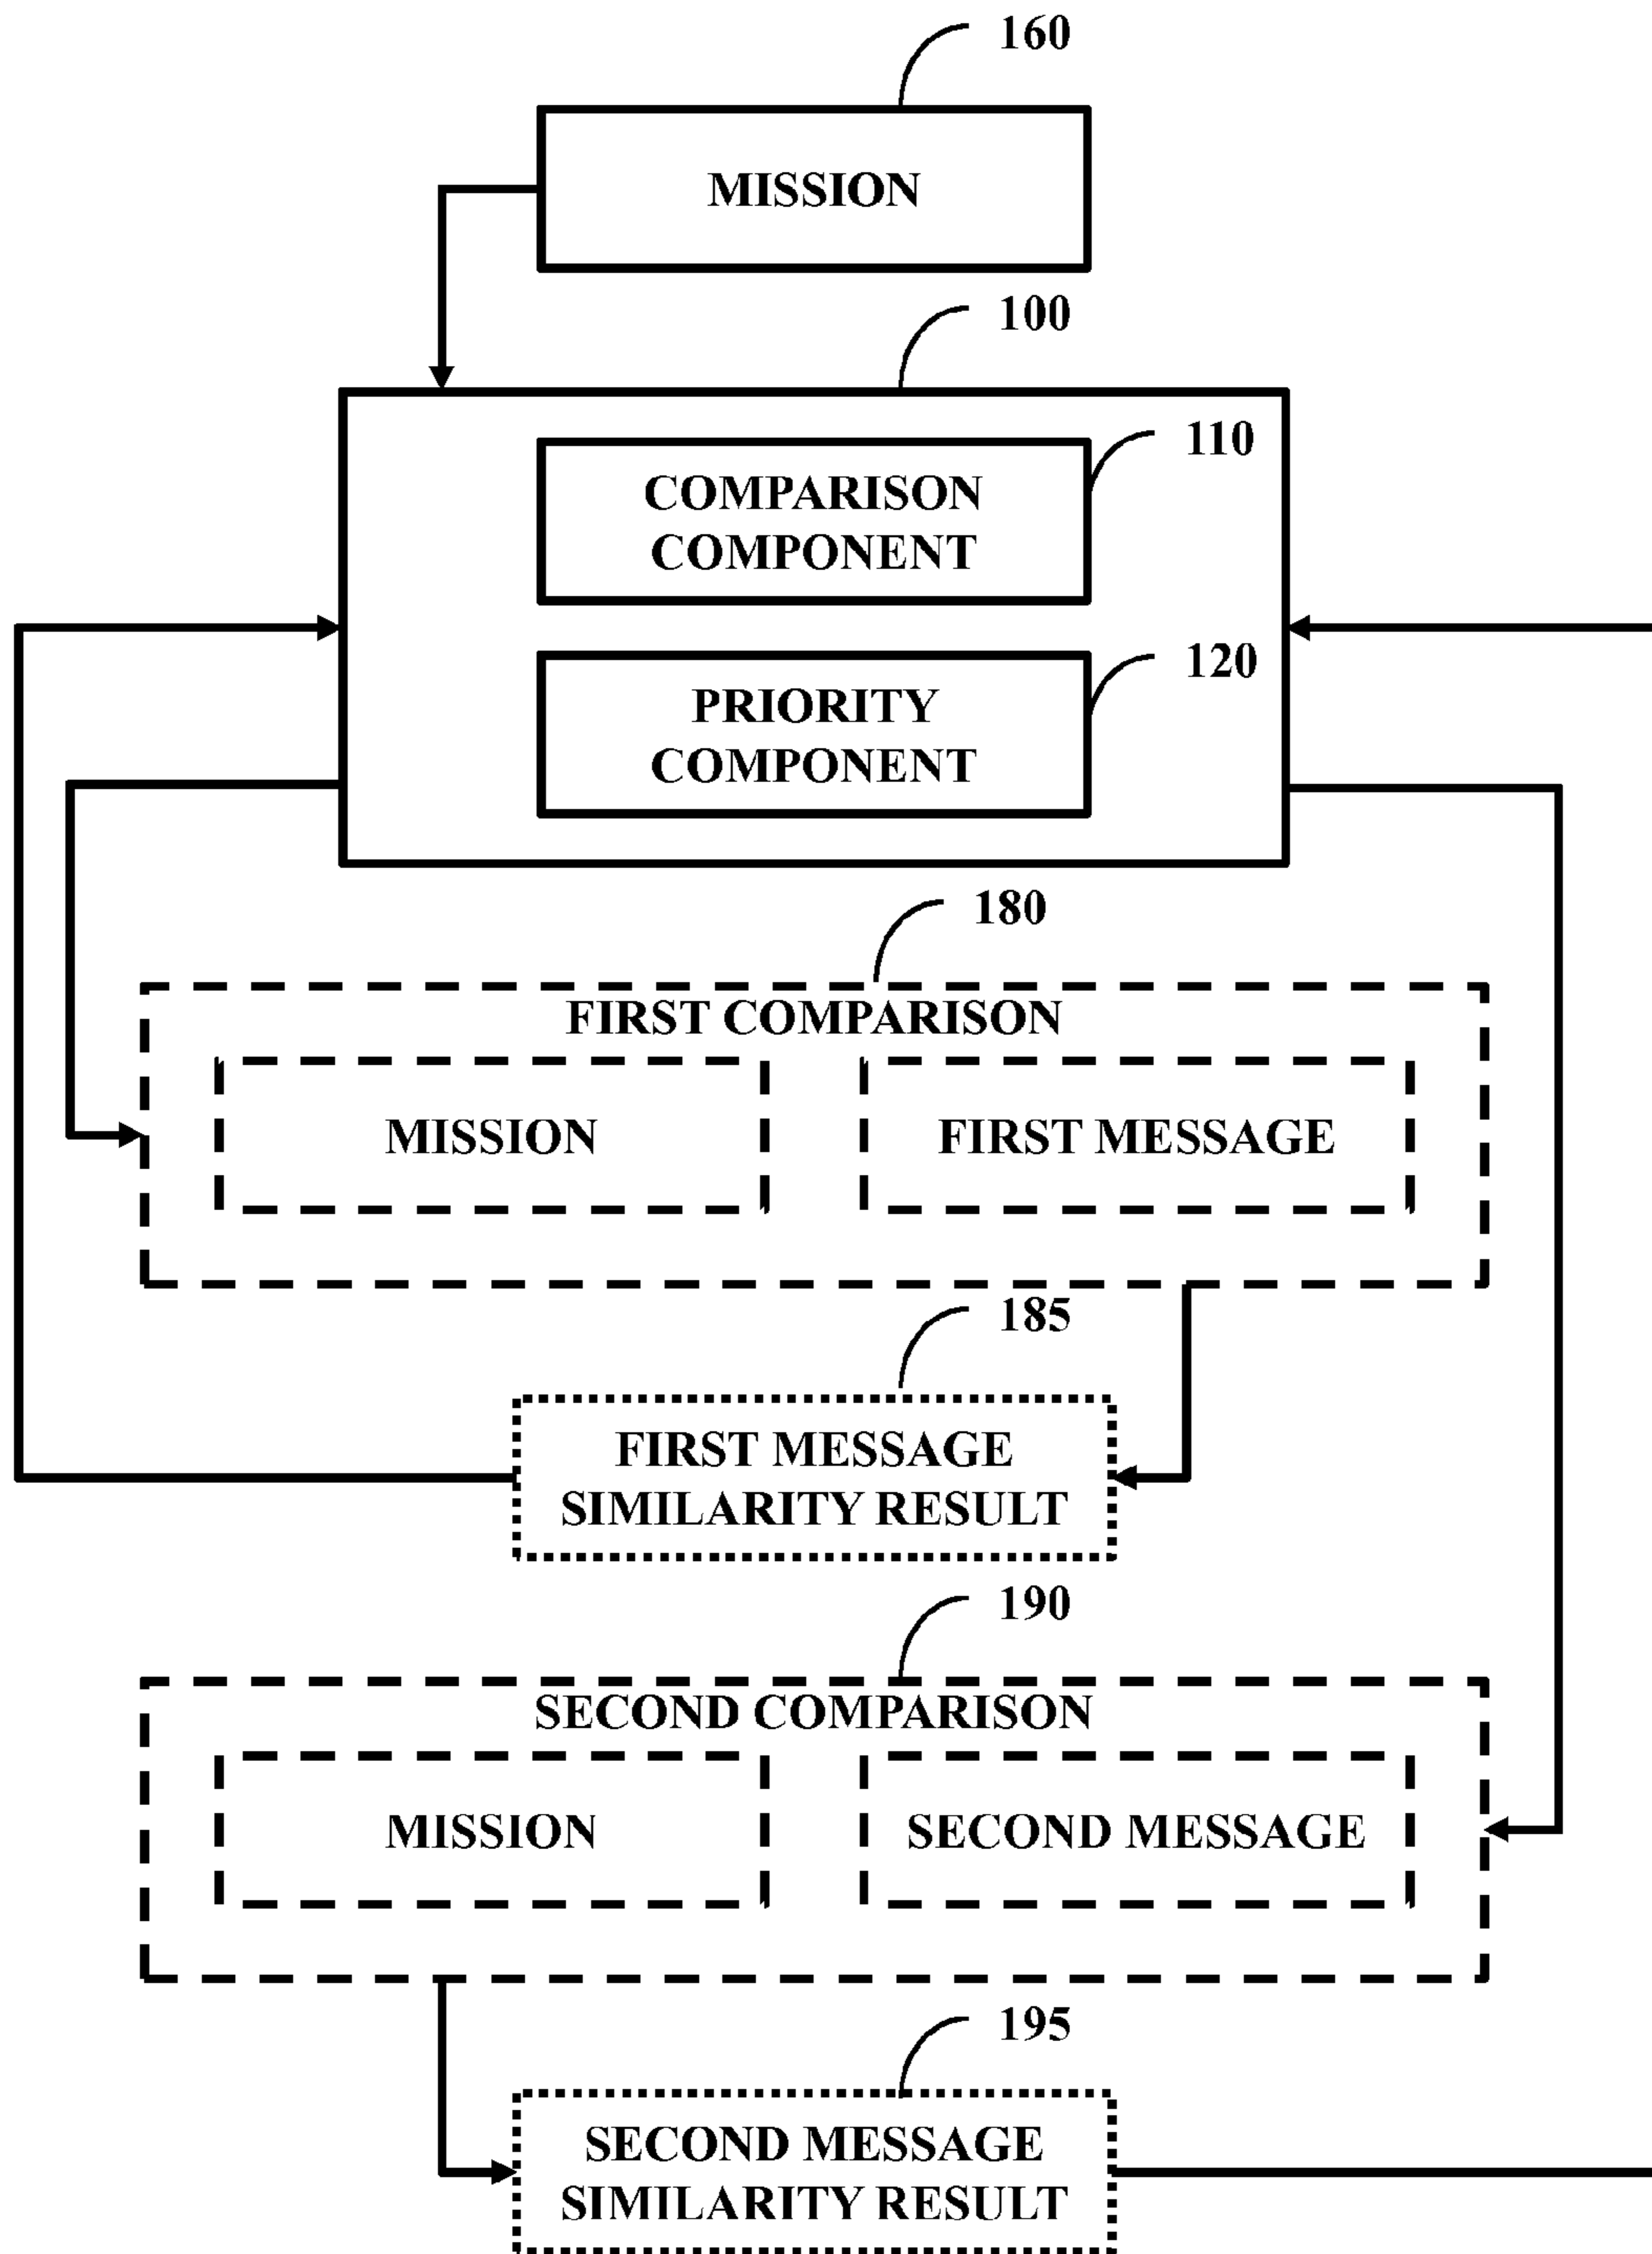 160
MISSION
100
110
COMPARISON
COMPONENT
120
PRIORITY
COMPONENT
180
FIRST COMPARISON
MISSION
FIRST MESSAGE
185
FIRST MESSAGE
SIMILARITY RESULT
190
SECOND COMPARISON
MISSION
SECOND MESSAGE
195
SECOND MESSAGE
SIMILARITY RESULT